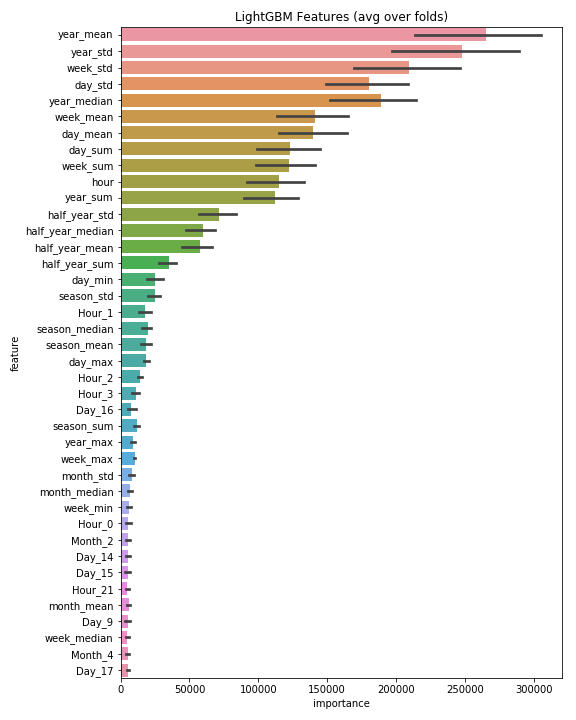 LightGBM Features (avg over folds)
feature
year_mean
year_std
week_std
day_std
year_median
week_mean
day_mean
day_sum
week_sum
hour
year_sum
half_year_std
half_year_median
half_year_mean
half_year_sum
day_min
season_std
Hour_1
season_median
season_mean
day_max
Hour_2
Hour_3
Day_16
season_sum
year_max
week_max
month_std
month_median
week_min
Hour_0
Month_2
Day_14
Day_15
Hour_21
month_mean
Day_9
week_median
Month_4
Day_17
0 50000 100000 150000 200000 250000 300000
importance